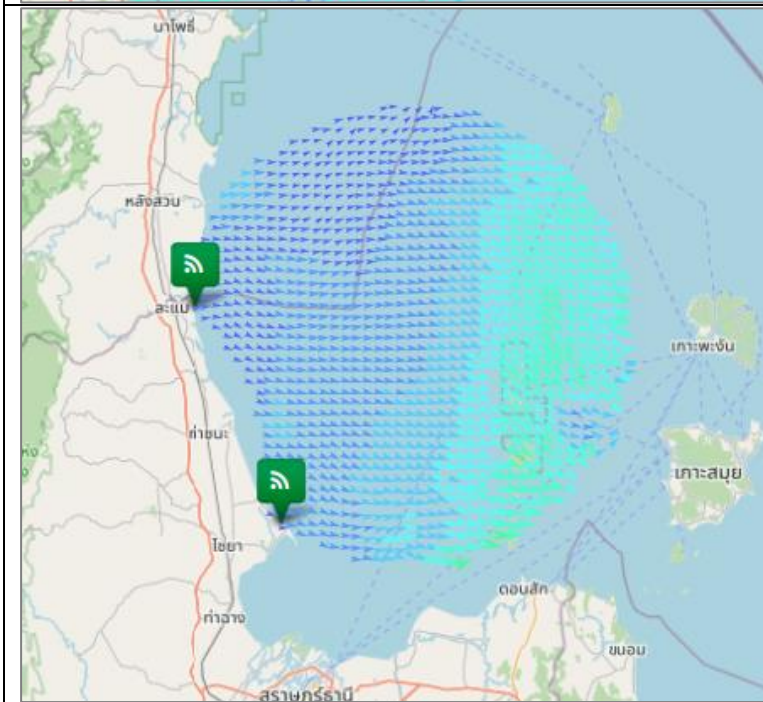 นาโพธิ์
หลังสวน
ละแม
เกาะพะงัน
ท่าชนะ
เกาะสมุย
ไชยา
ดอนสัก
ท่าฉาง
ขนอม
สุราษฎร์ธานี